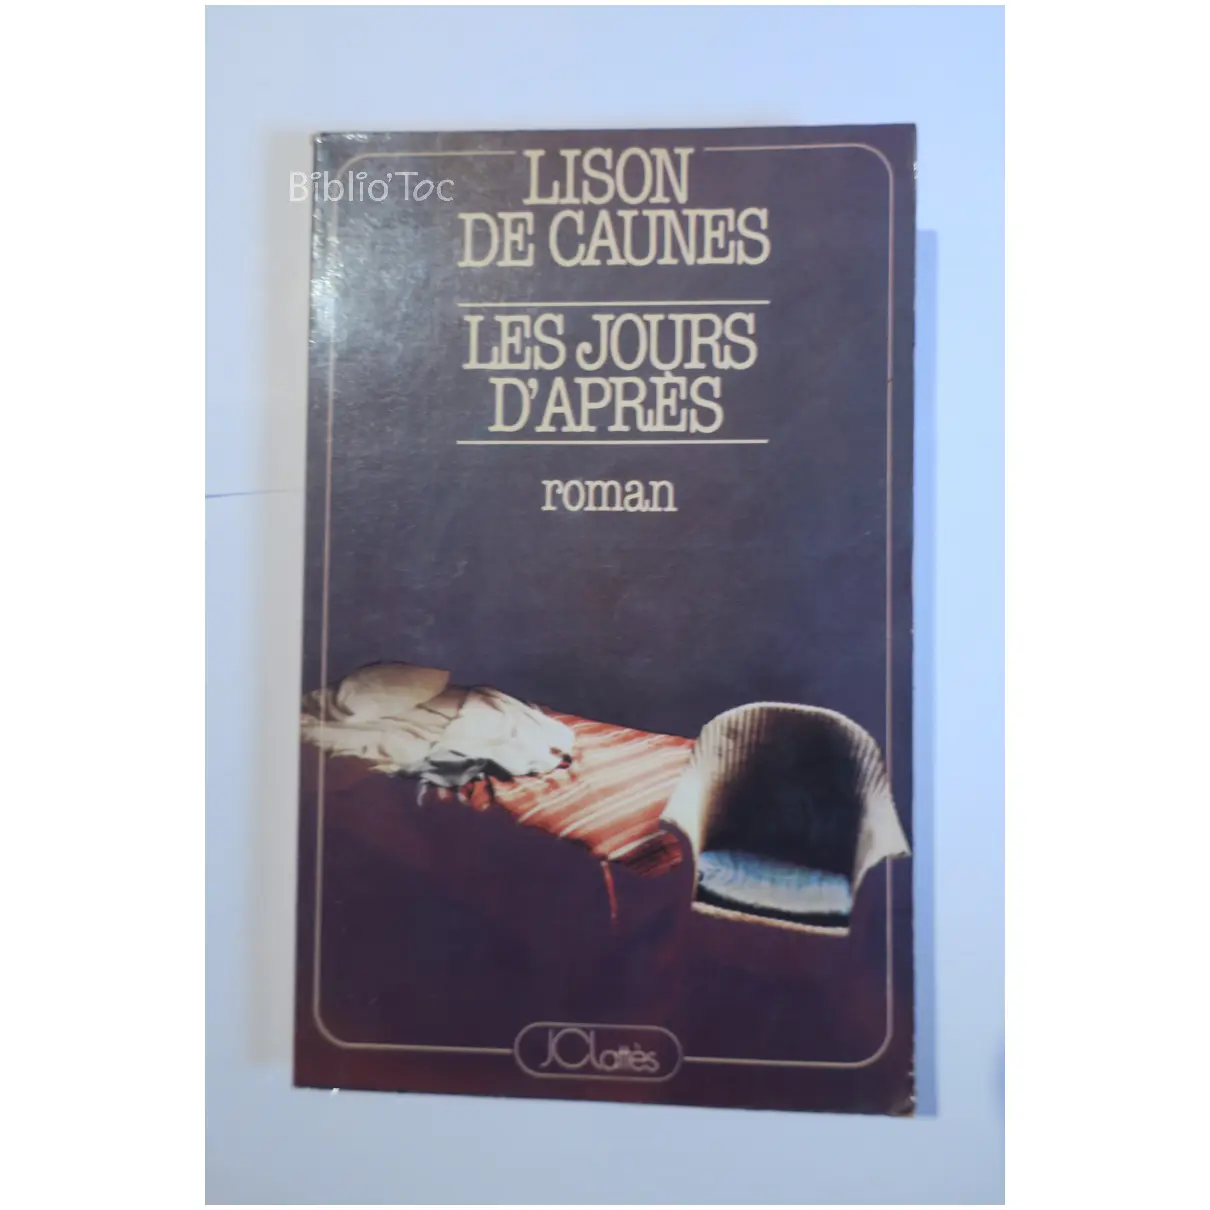 Biblio'Toc
LISON
DE CAUNES
LES JOURS
D'APRÈS
roman
JCLattès